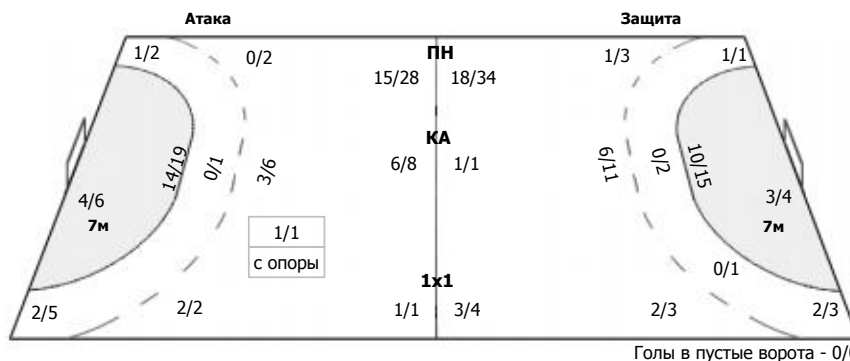 Атака Защита
1/2 0/2 ПН 1/3 1/1
15/28 18/34
КА
14/19 0/1 3/6 6/8 1/1 6/11 0/2 10/15
4/6 3/4
7м 7м
1/1
с опоры
0/1
1x1
2/5 2/2 1/1 3/4 2/3 2/3
Голы в пустые ворота -